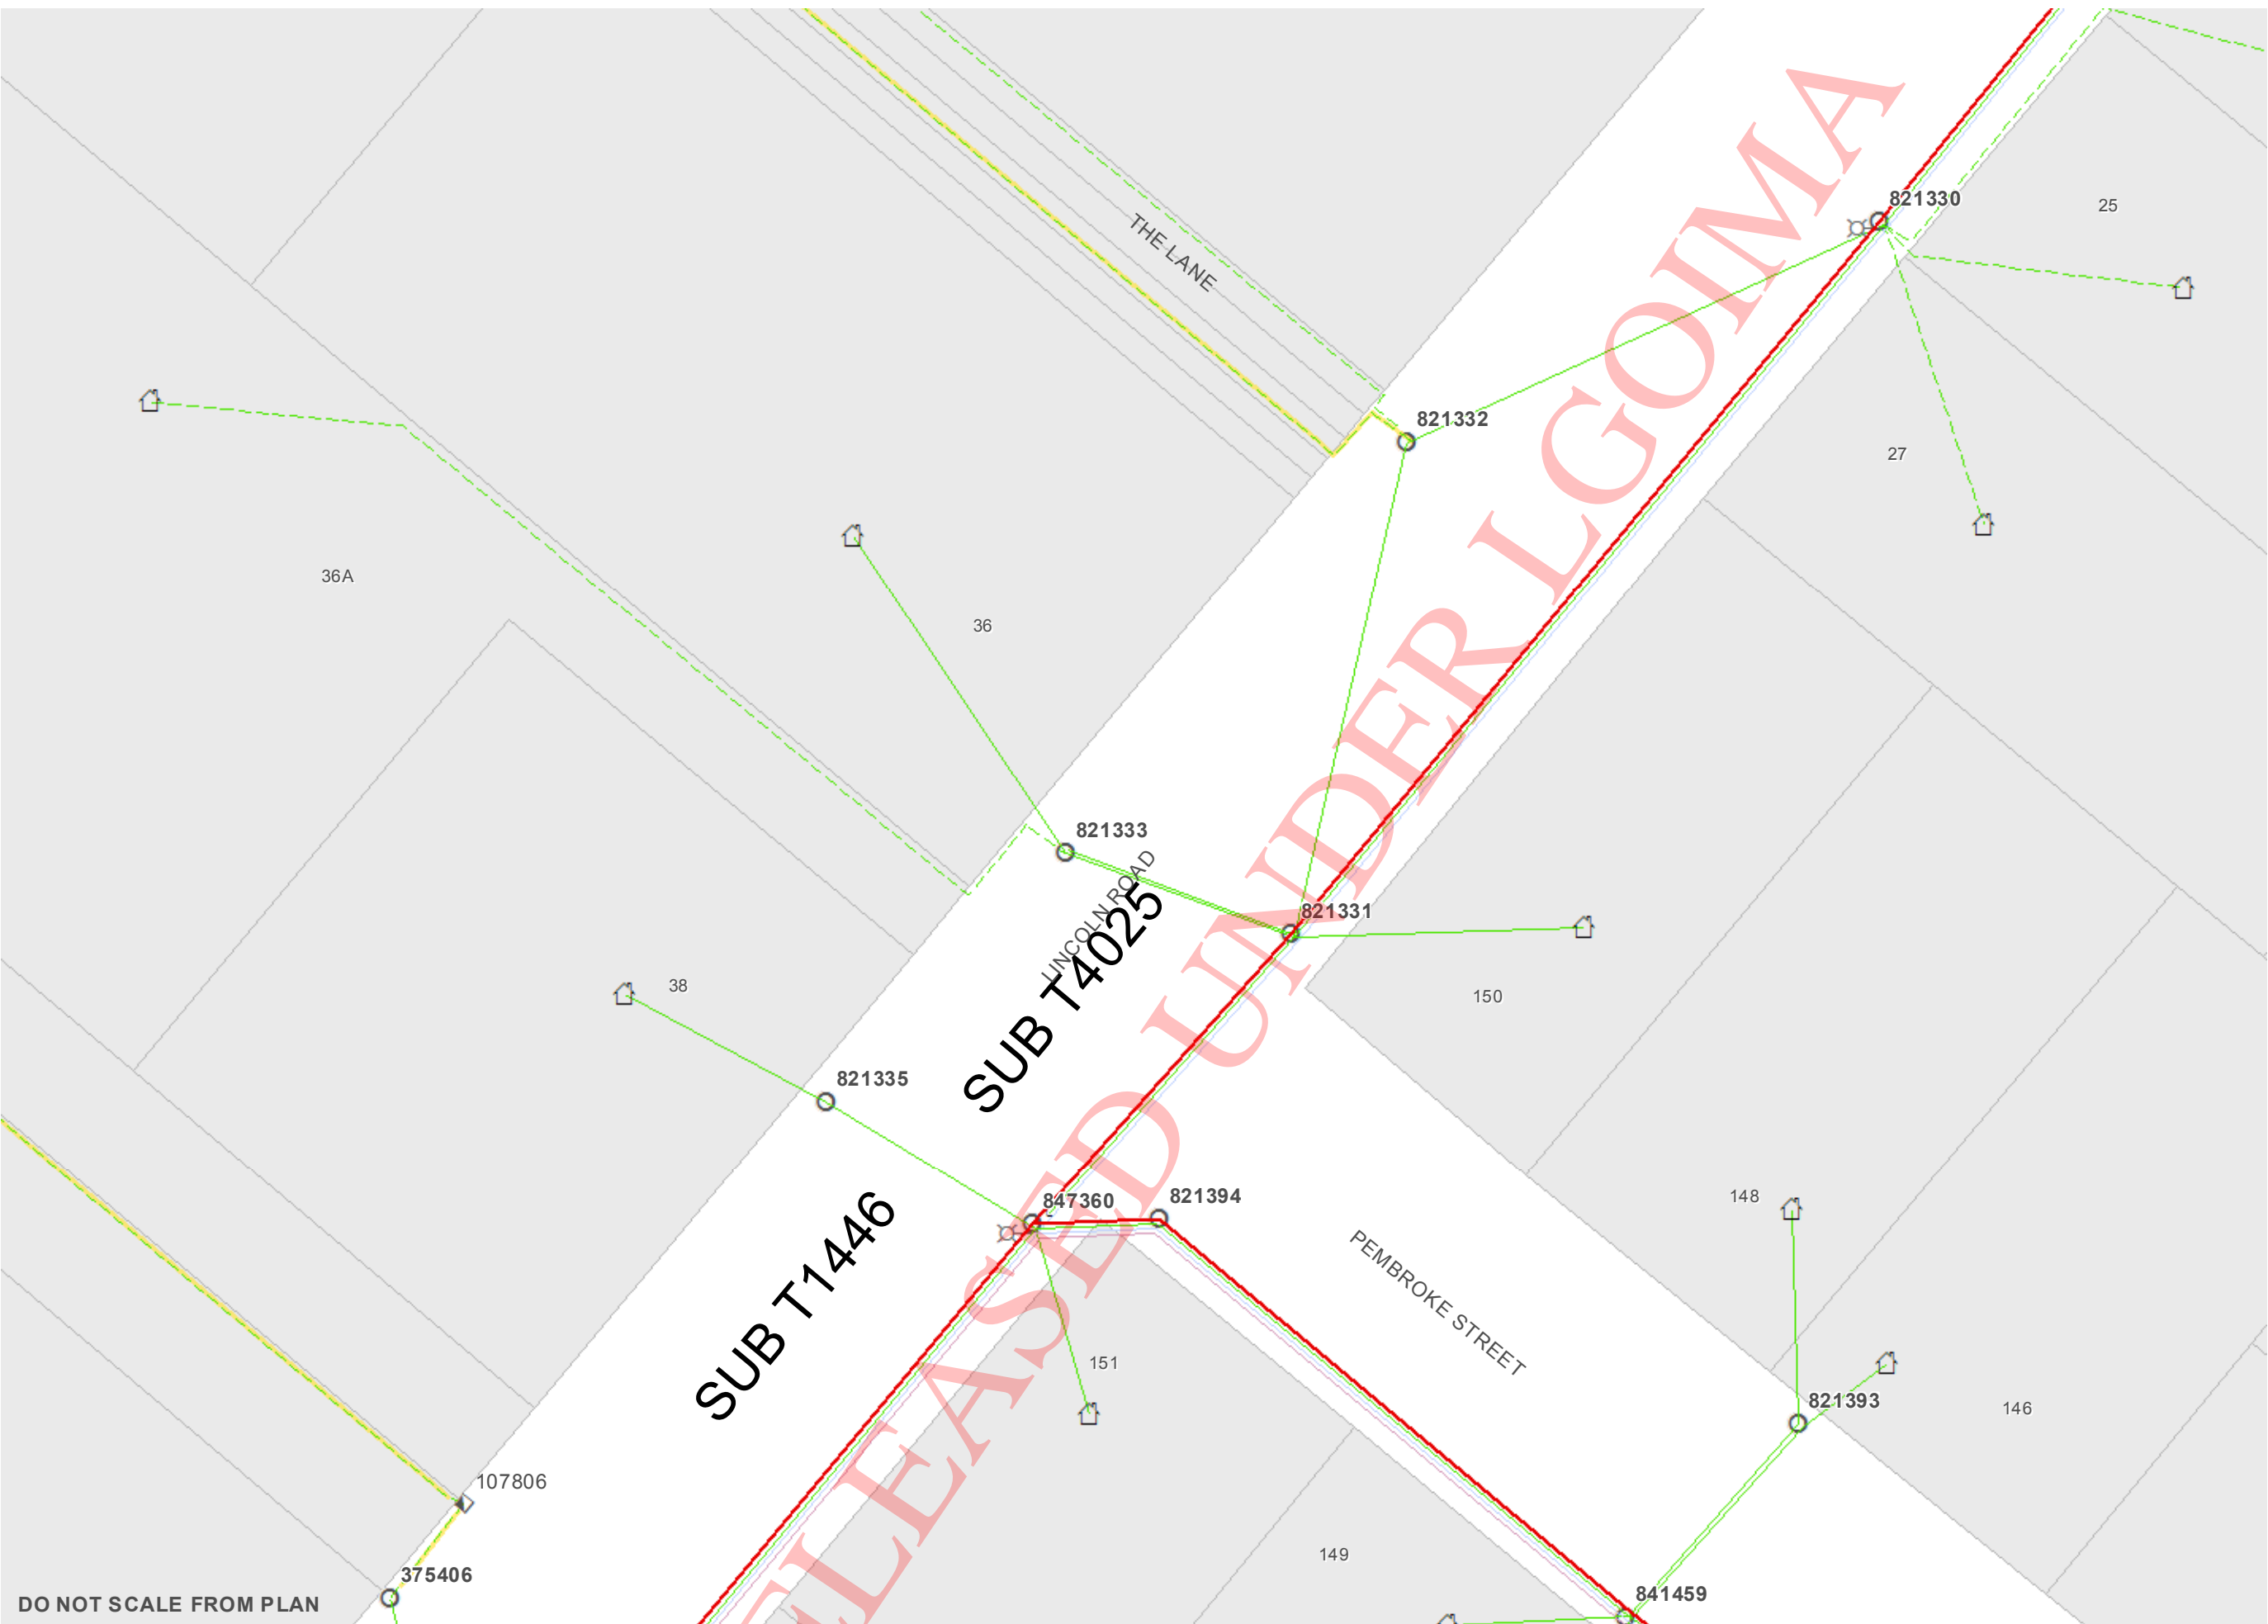 821330
25
THE LANE
821332
27
36A
36
821333
LINCOLN ROAD
821331
SUB T4025
38
150
821335
847360
821394
148
SUB T1446
PEMBROKE STREET
151
821393
146
107806
149
375406
841459
DO NOT SCALE FROM PLAN
LEASED UNDER LGOIMA